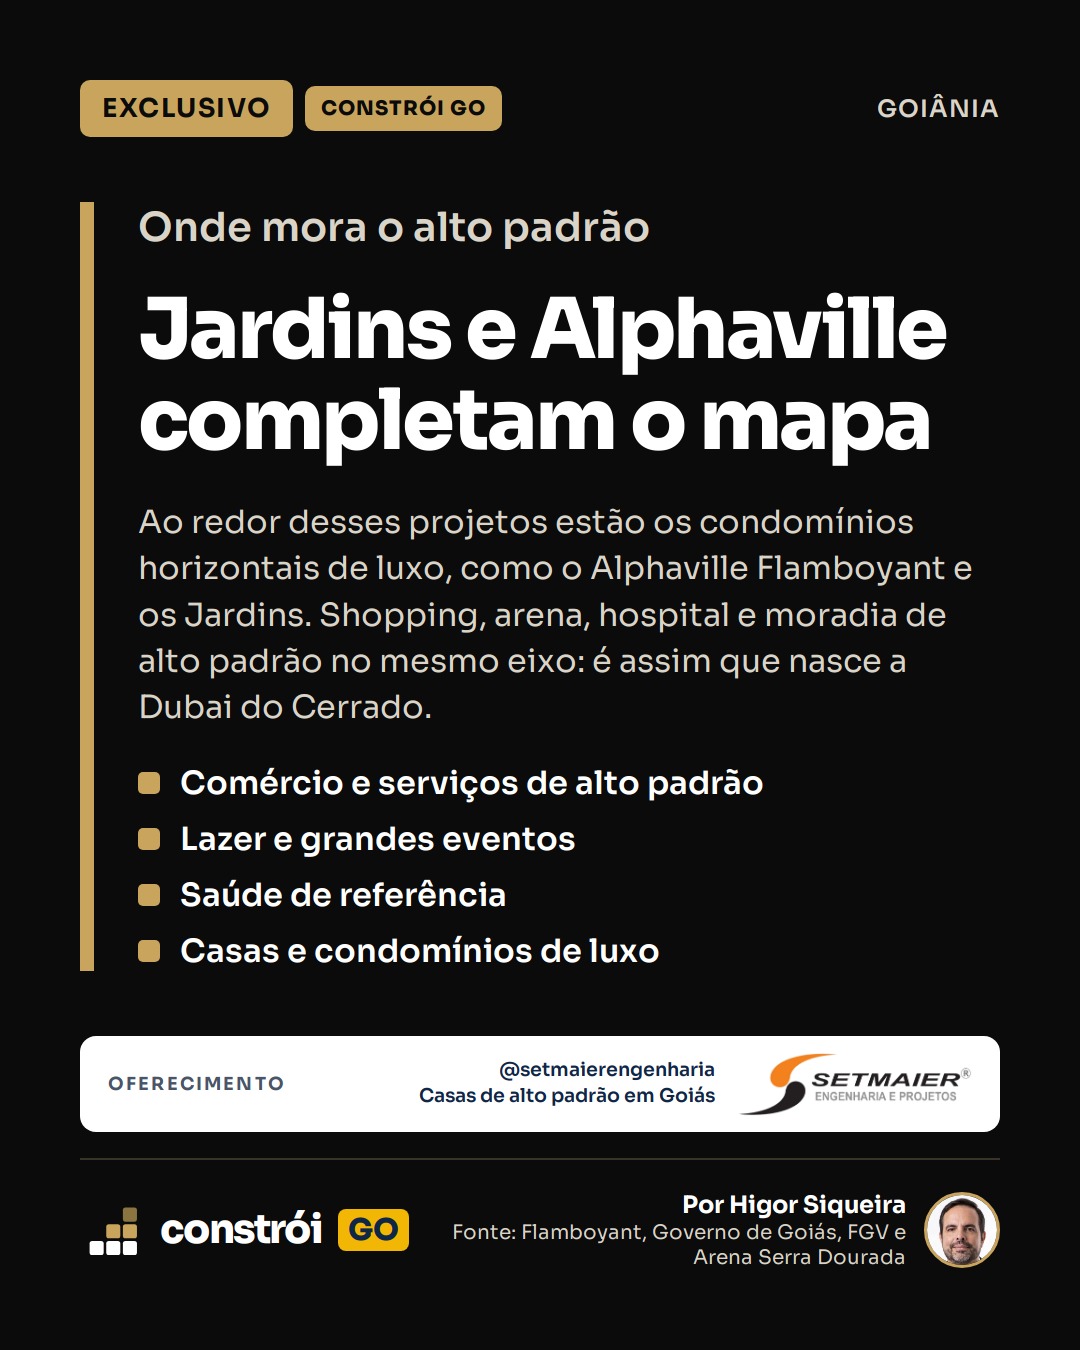 EXCLUSIVO
CONSTRÓI GO
GOIÂNIA
Onde mora o alto padrão
Jardins e Alphaville
completam o mapa
Ao redor desses projetos estão os condomínios
horizontais de luxo, como o Alphaville Flamboyant e
os Jardins. Shopping, arena, hospital e moradia de
alto padrão no mesmo eixo: é assim que nasce a
Dubai do Cerrado.
Comércio e serviços de alto padrão
Lazer e grandes eventos
Saúde de referência
Casas e condomínios de luxo
OFERECIMENTO
@setmaierengenharia
Casas de alto padrão em Goiás
SETMAIER®
ENGENHARIA E PROJETOS
constrói GO
Por Higor Siqueira
Fonte: Flamboyant, Governo de Goiás, FGV e
Arena Serra Dourada